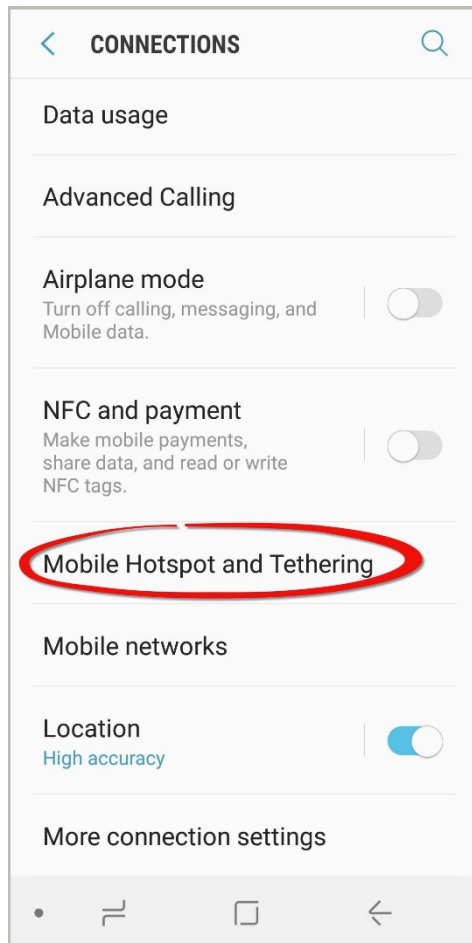 CONNECTIONS
Data usage
Advanced Calling
Airplane mode
Turn off calling, messaging, and
Mobile data.
NFC and payment
Make mobile payments,
share data, and read or write
NFC tags.
Mobile Hotspot and Tethering
Mobile networks
Location
High accuracy
More connection settings